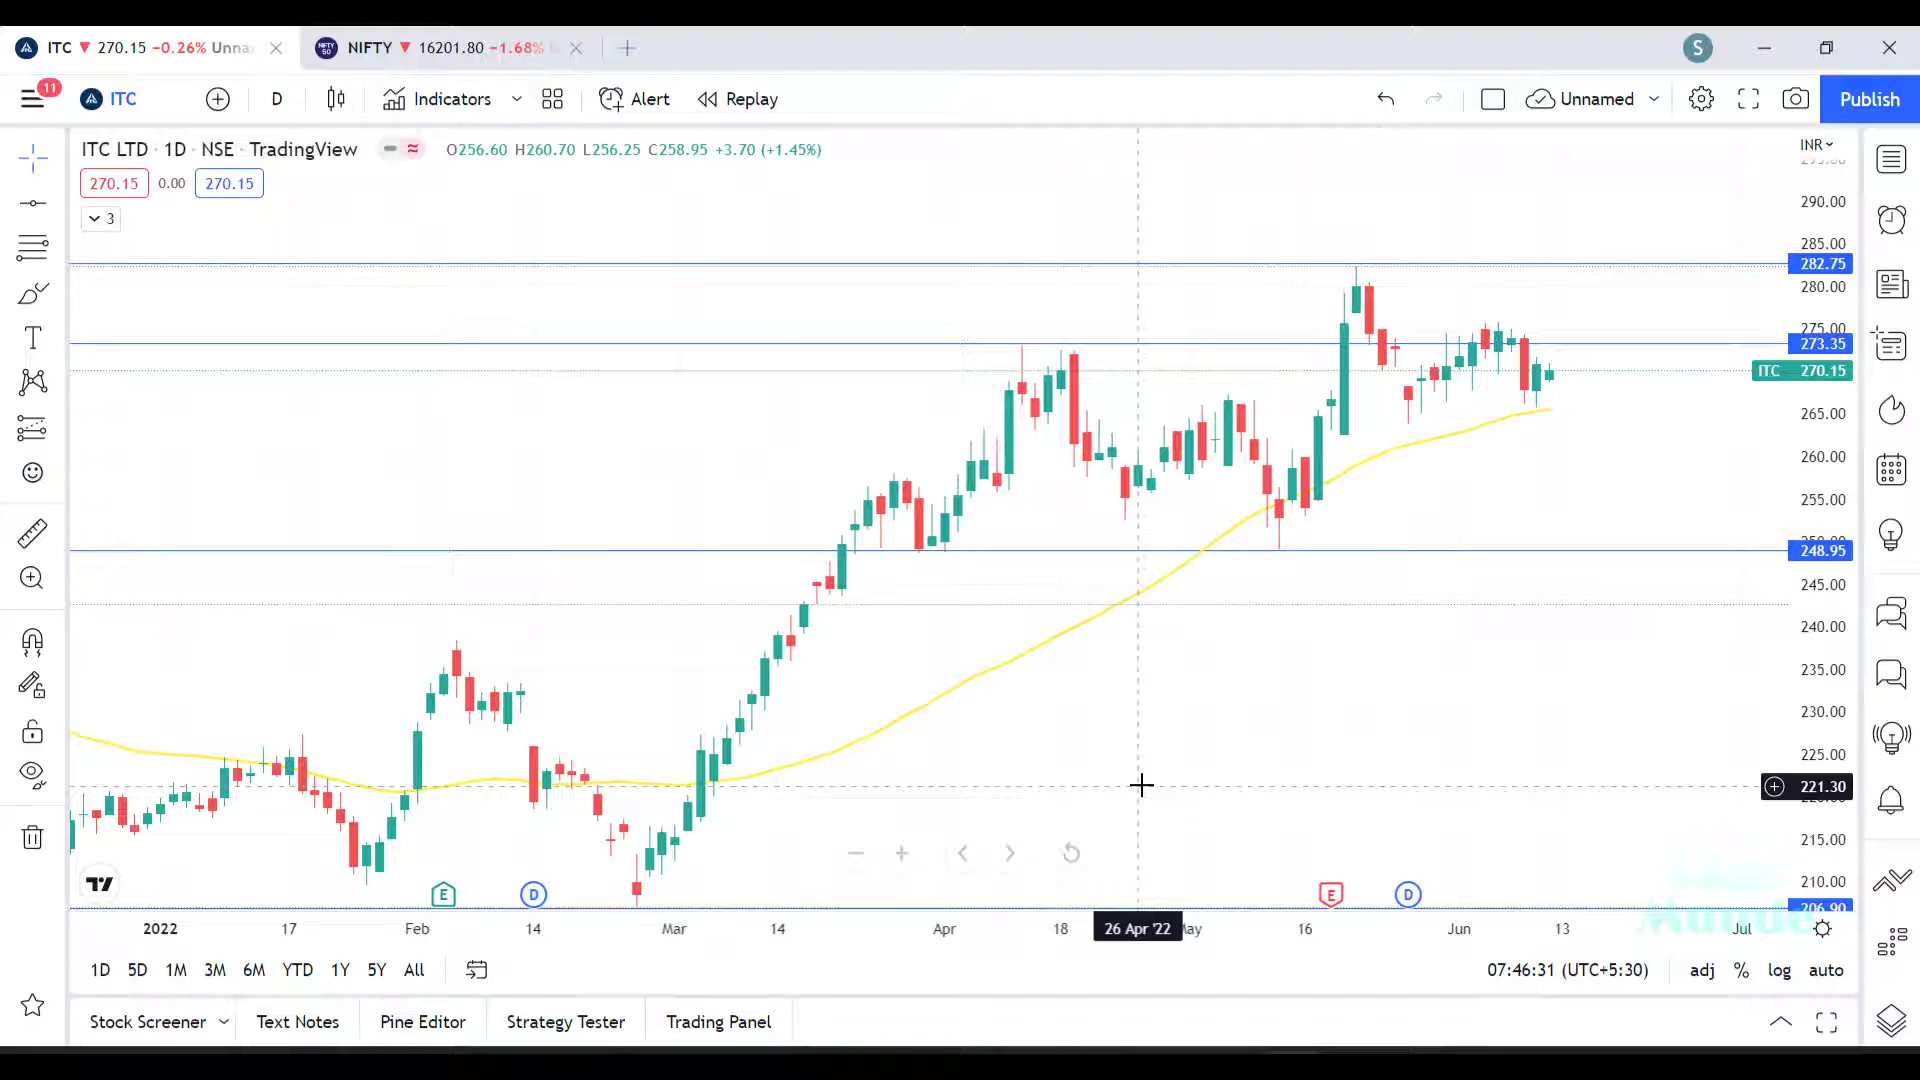 ITC ▼ 270.15 −0.26% Unna
NIFTY 50 NIFTY ▼ 16201.80 −1.68%
S
11
ITC D Indicators Alert Replay Unnamed Publish
ITC LTD · 1D · NSE · TradingView O256.60 H260.70 L256.25 C258.95 +3.70 (+1.45%)
INR
270.15 0.00 270.15
3
290.00
285.00
282.75
280.00
275.00
273.35
ITC 270.15
265.00
260.00
255.00
248.95
245.00
240.00
235.00
230.00
225.00
221.30
215.00
210.00
206.90
E D E D
2022 17 Feb 14 Mar 14 Apr 18 26 Apr '22 May 16 Jun 13 Jul
1D 5D 1M 3M 6M YTD 1Y 5Y All
07:46:31 (UTC+5:30) adj % log auto
Stock Screener Text Notes Pine Editor Strategy Tester Trading Panel